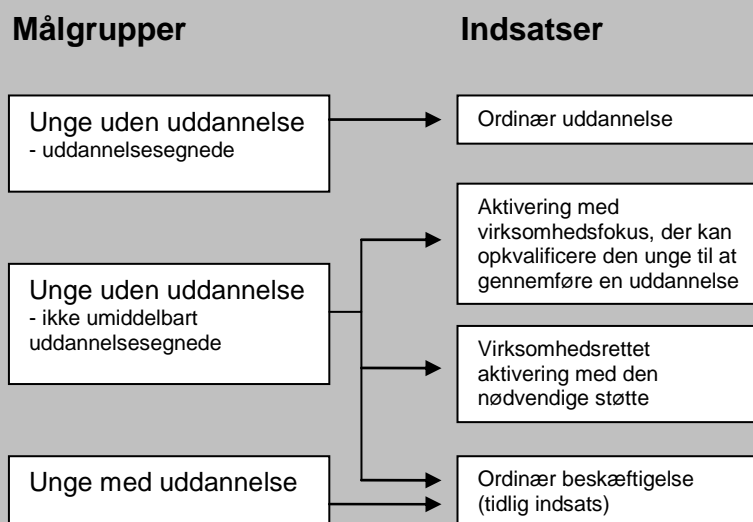 Målgrupper
Indsatser
Unge uden uddannelse
- uddannelsesegnede
Ordinær uddannelse
Unge uden uddannelse
- ikke umiddelbart
uddannelsesegnede
Aktivering med
virksomhedsfokus, der kan
opkvalificere den unge til at
gennemføre en uddannelse
Virksomhedsrettet
aktivering med den
nødvendige støtte
Unge med uddannelse
Ordinær beskæftigelse
(tidlig indsats)